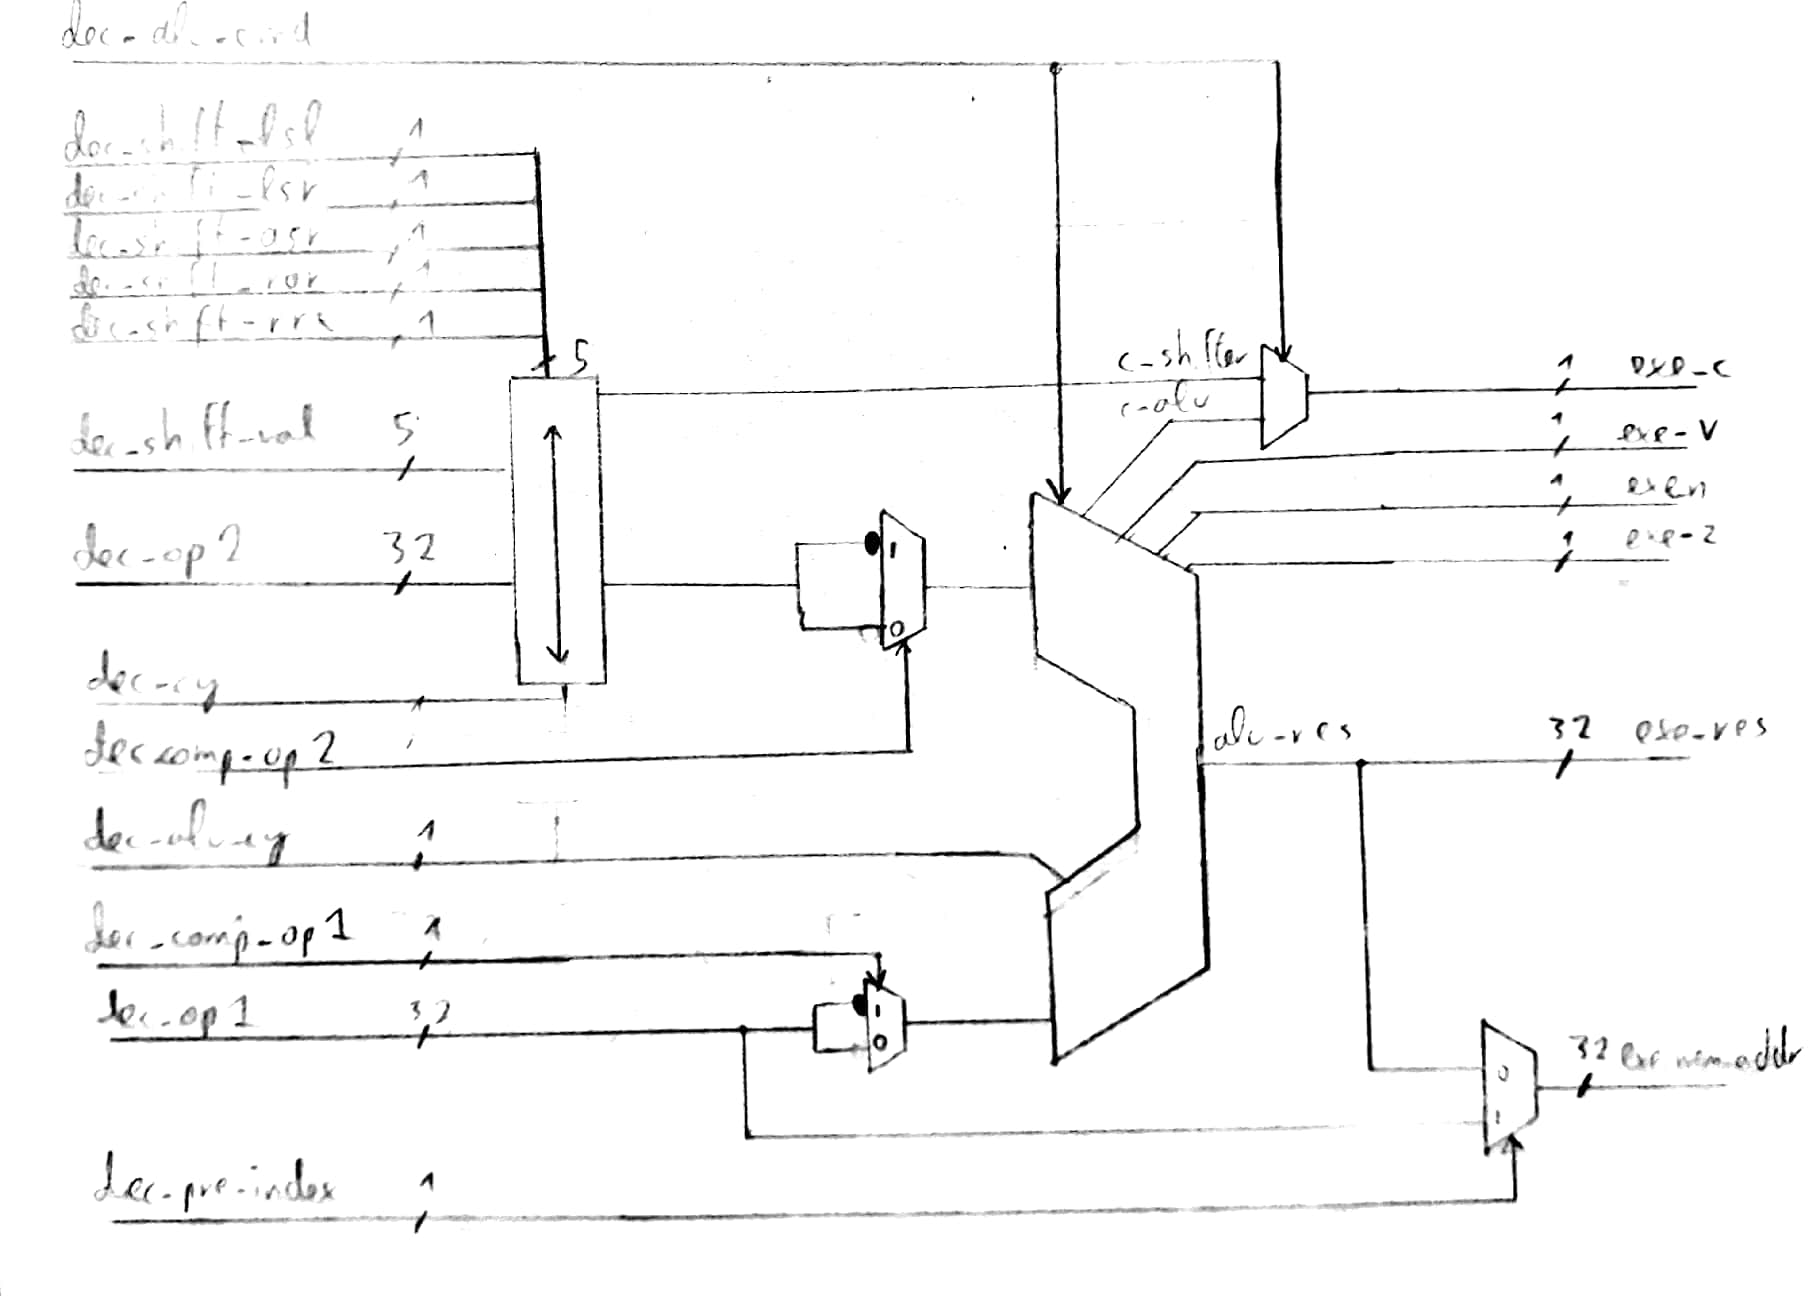 dec-shift-lsl 1
dec-shift-lsr 1
dec-shift-asr 1
dec-shift-ror 1
dec-shift-rrx 1
5
c-shifter
1 exe-c
c-alu
dec-shift-val 5
1 exe-V
1 exe n
dec-op2 32
1
0
1 exe-z
dec-cy
dec comp-op2
alu-res
32 exe-res
dec-alu-cy 1
dec-comp-op1 1
dec-op1 32
1
0
32 exe mem-addr
0
1
dec-pre-index 1